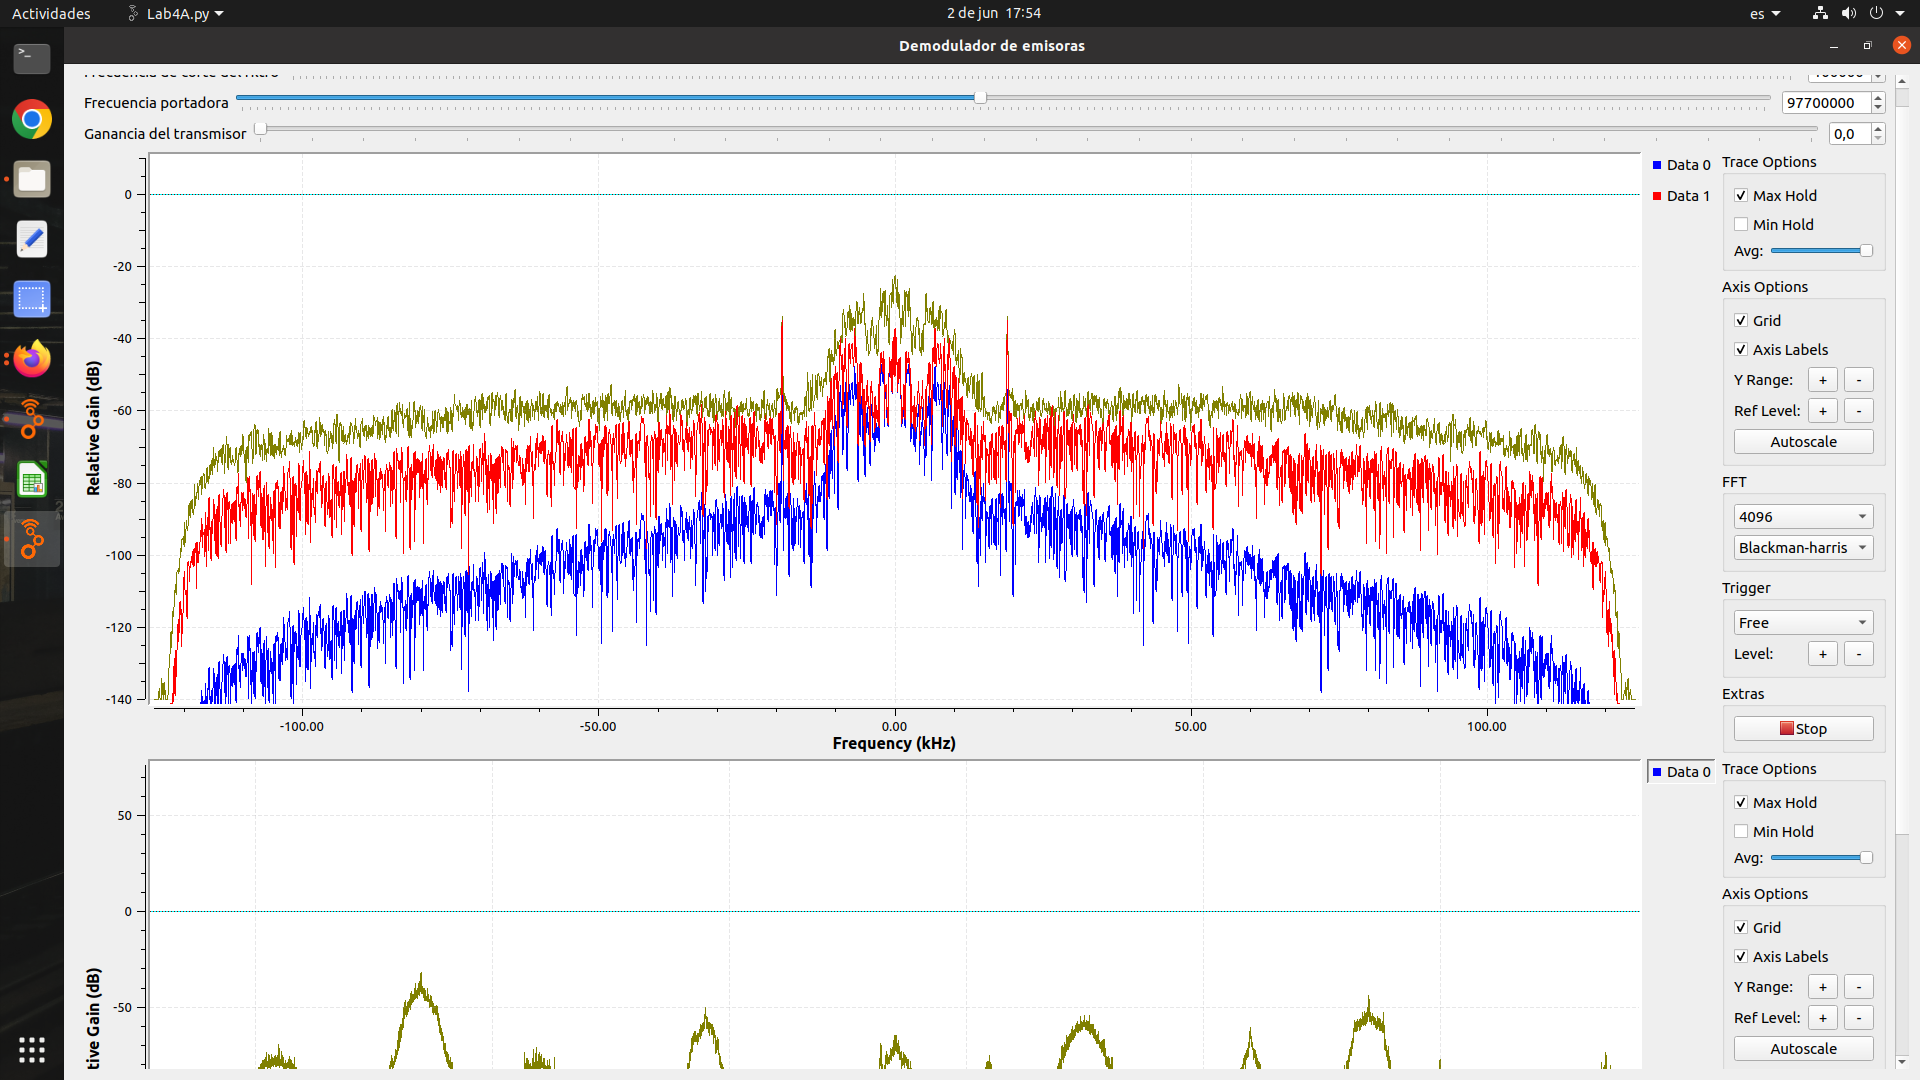 Actividades
Lab4A.py
2 de jun 17:54
es
Demodulador de emisoras
Frecuencia de corte del filtro
Frecuencia portadora
97700000
Ganancia del transmisor
0,0
Relative Gain (dB)
0
-20
-40
-60
-80
-100
-120
-140
-100.00
-50.00
0.00
50.00
100.00
Frequency (kHz)
Data 0
Data 1
Trace Options
Max Hold
Min Hold
Avg:
Axis Options
Grid
Axis Labels
Y Range:
+
-
Ref Level:
+
-
Autoscale
FFT
4096
Blackman-harris
Trigger
Free
Level:
+
-
Extras
Stop
tive Gain (dB)
50
0
-50
Data 0
Trace Options
Max Hold
Min Hold
Avg:
Axis Options
Grid
Axis Labels
Y Range:
+
-
Ref Level:
+
-
Autoscale